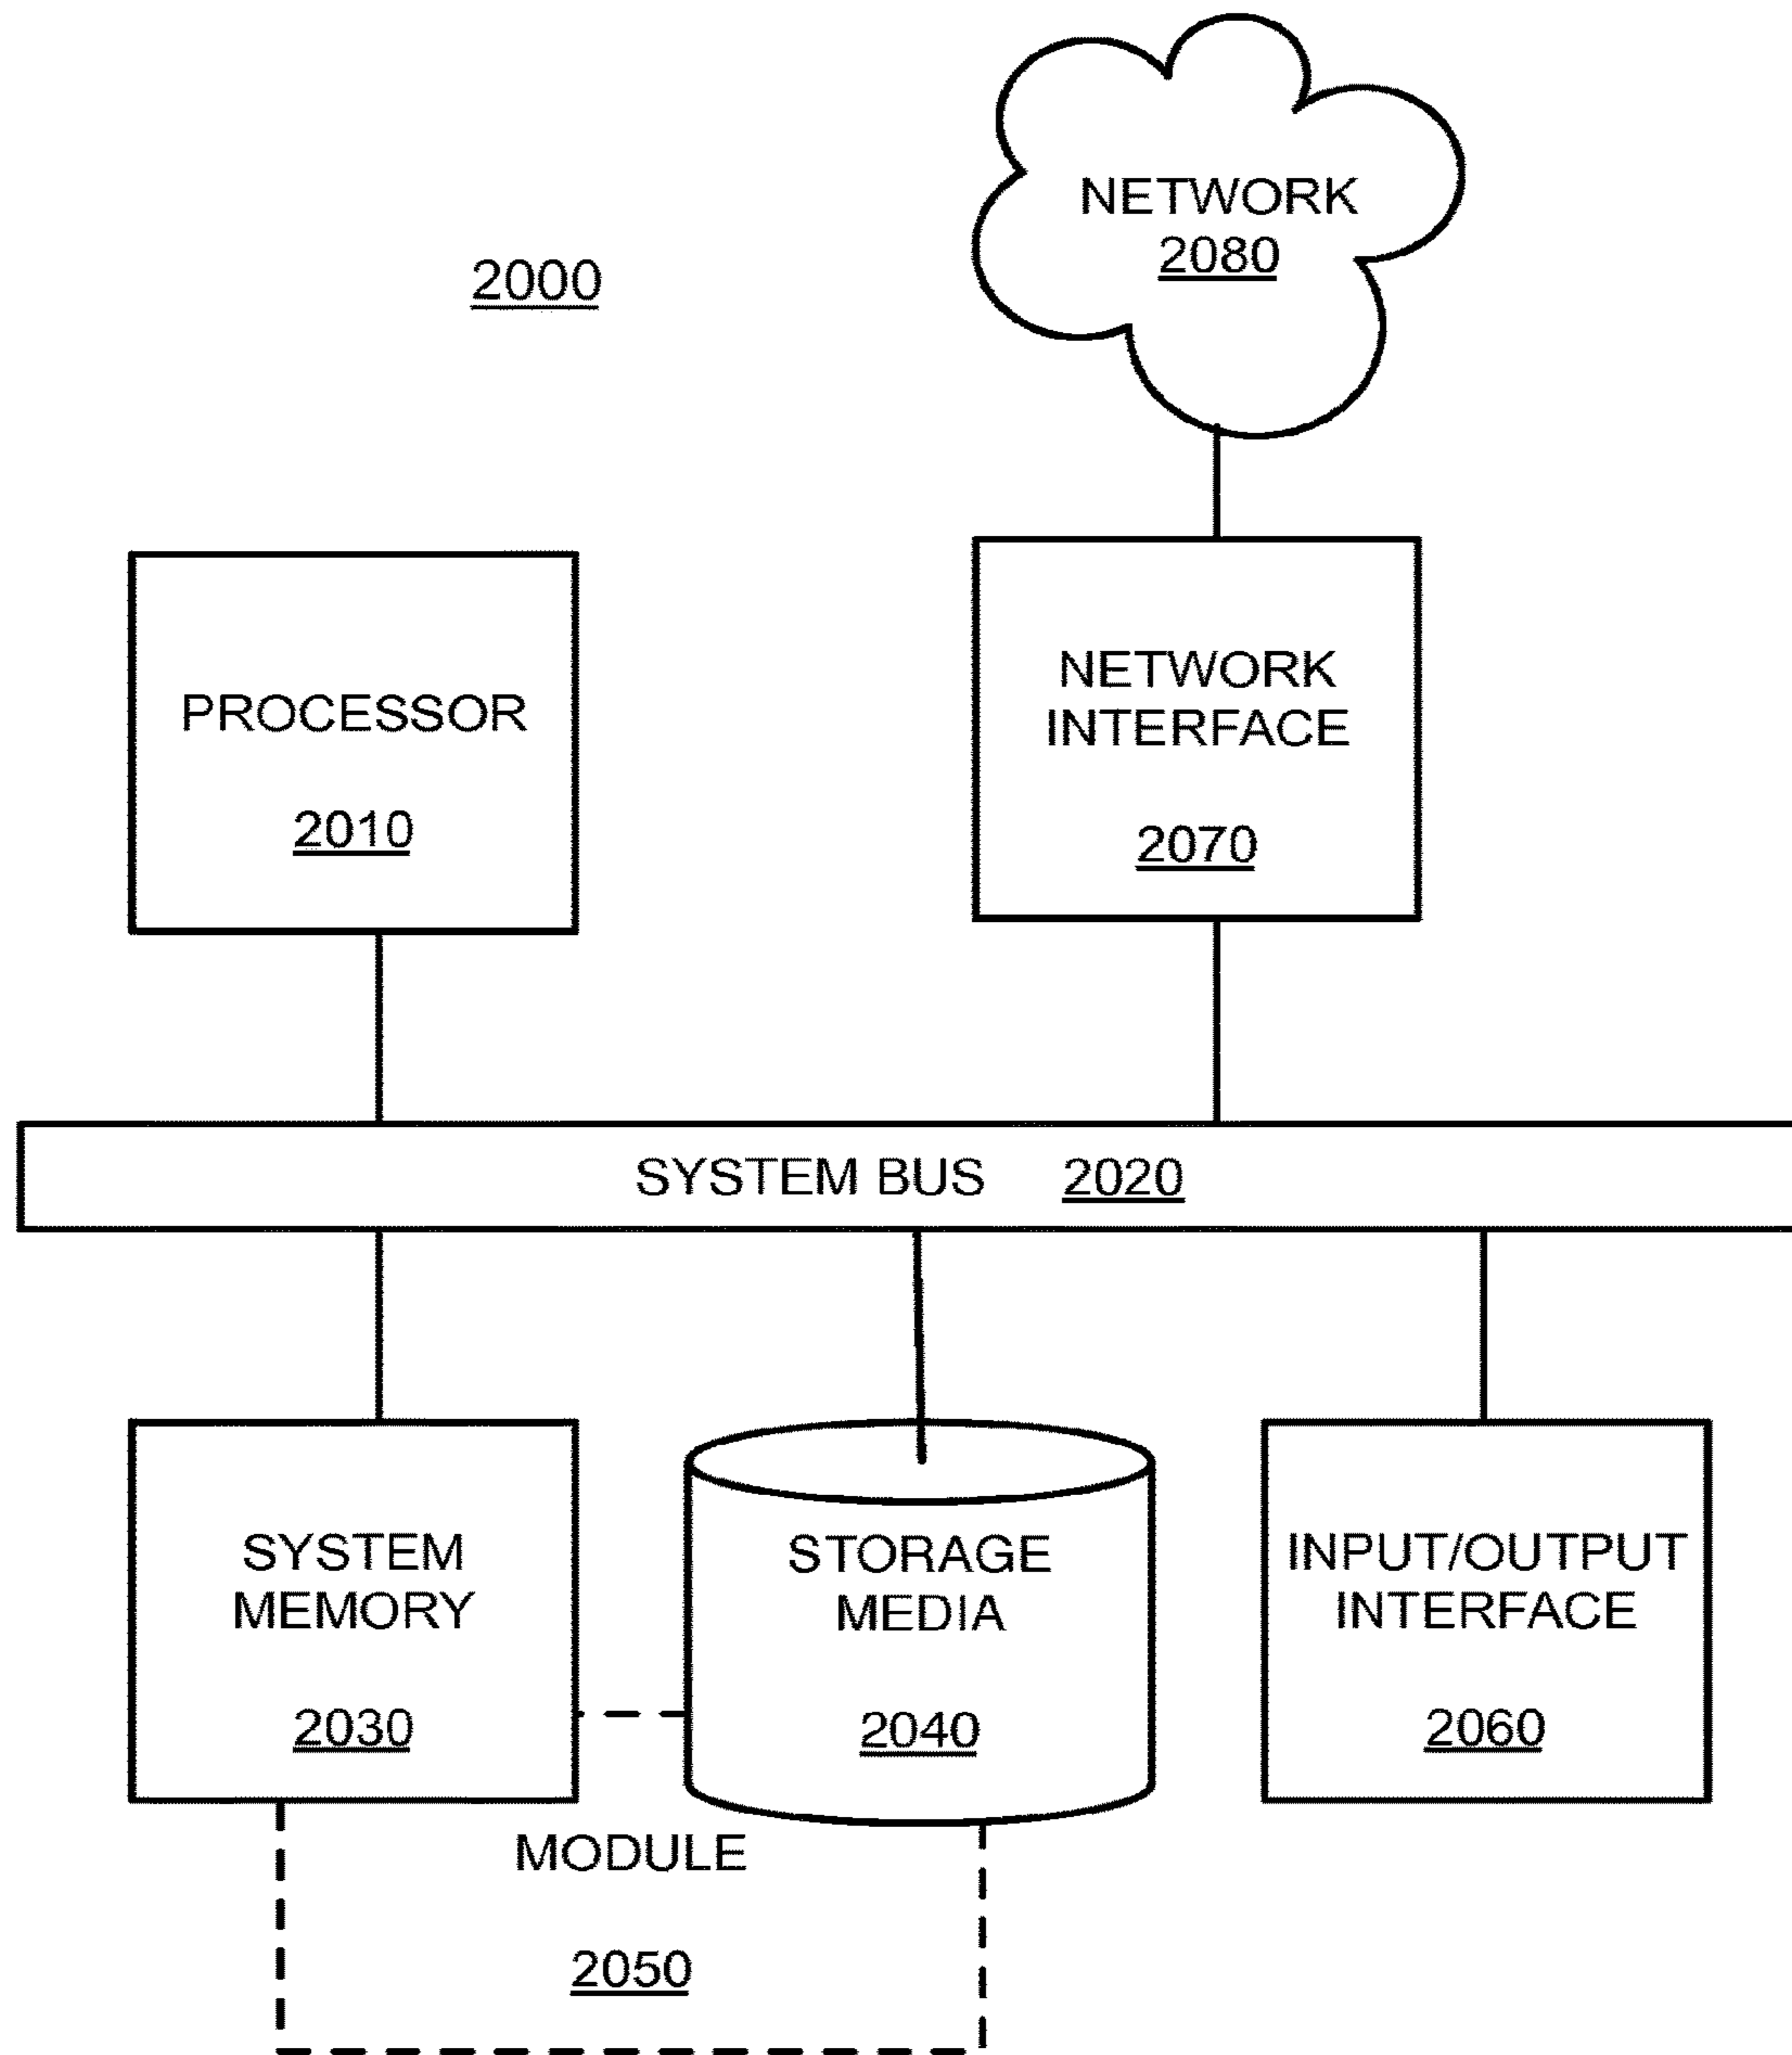 NETWORK
2080
2000
PROCESSOR
2010
NETWORK
INTERFACE
2070
SYSTEM BUS 2020
SYSTEM
MEMORY
2030
STORAGE
MEDIA
2040
INPUT/OUTPUT
INTERFACE
2060
MODULE
2050